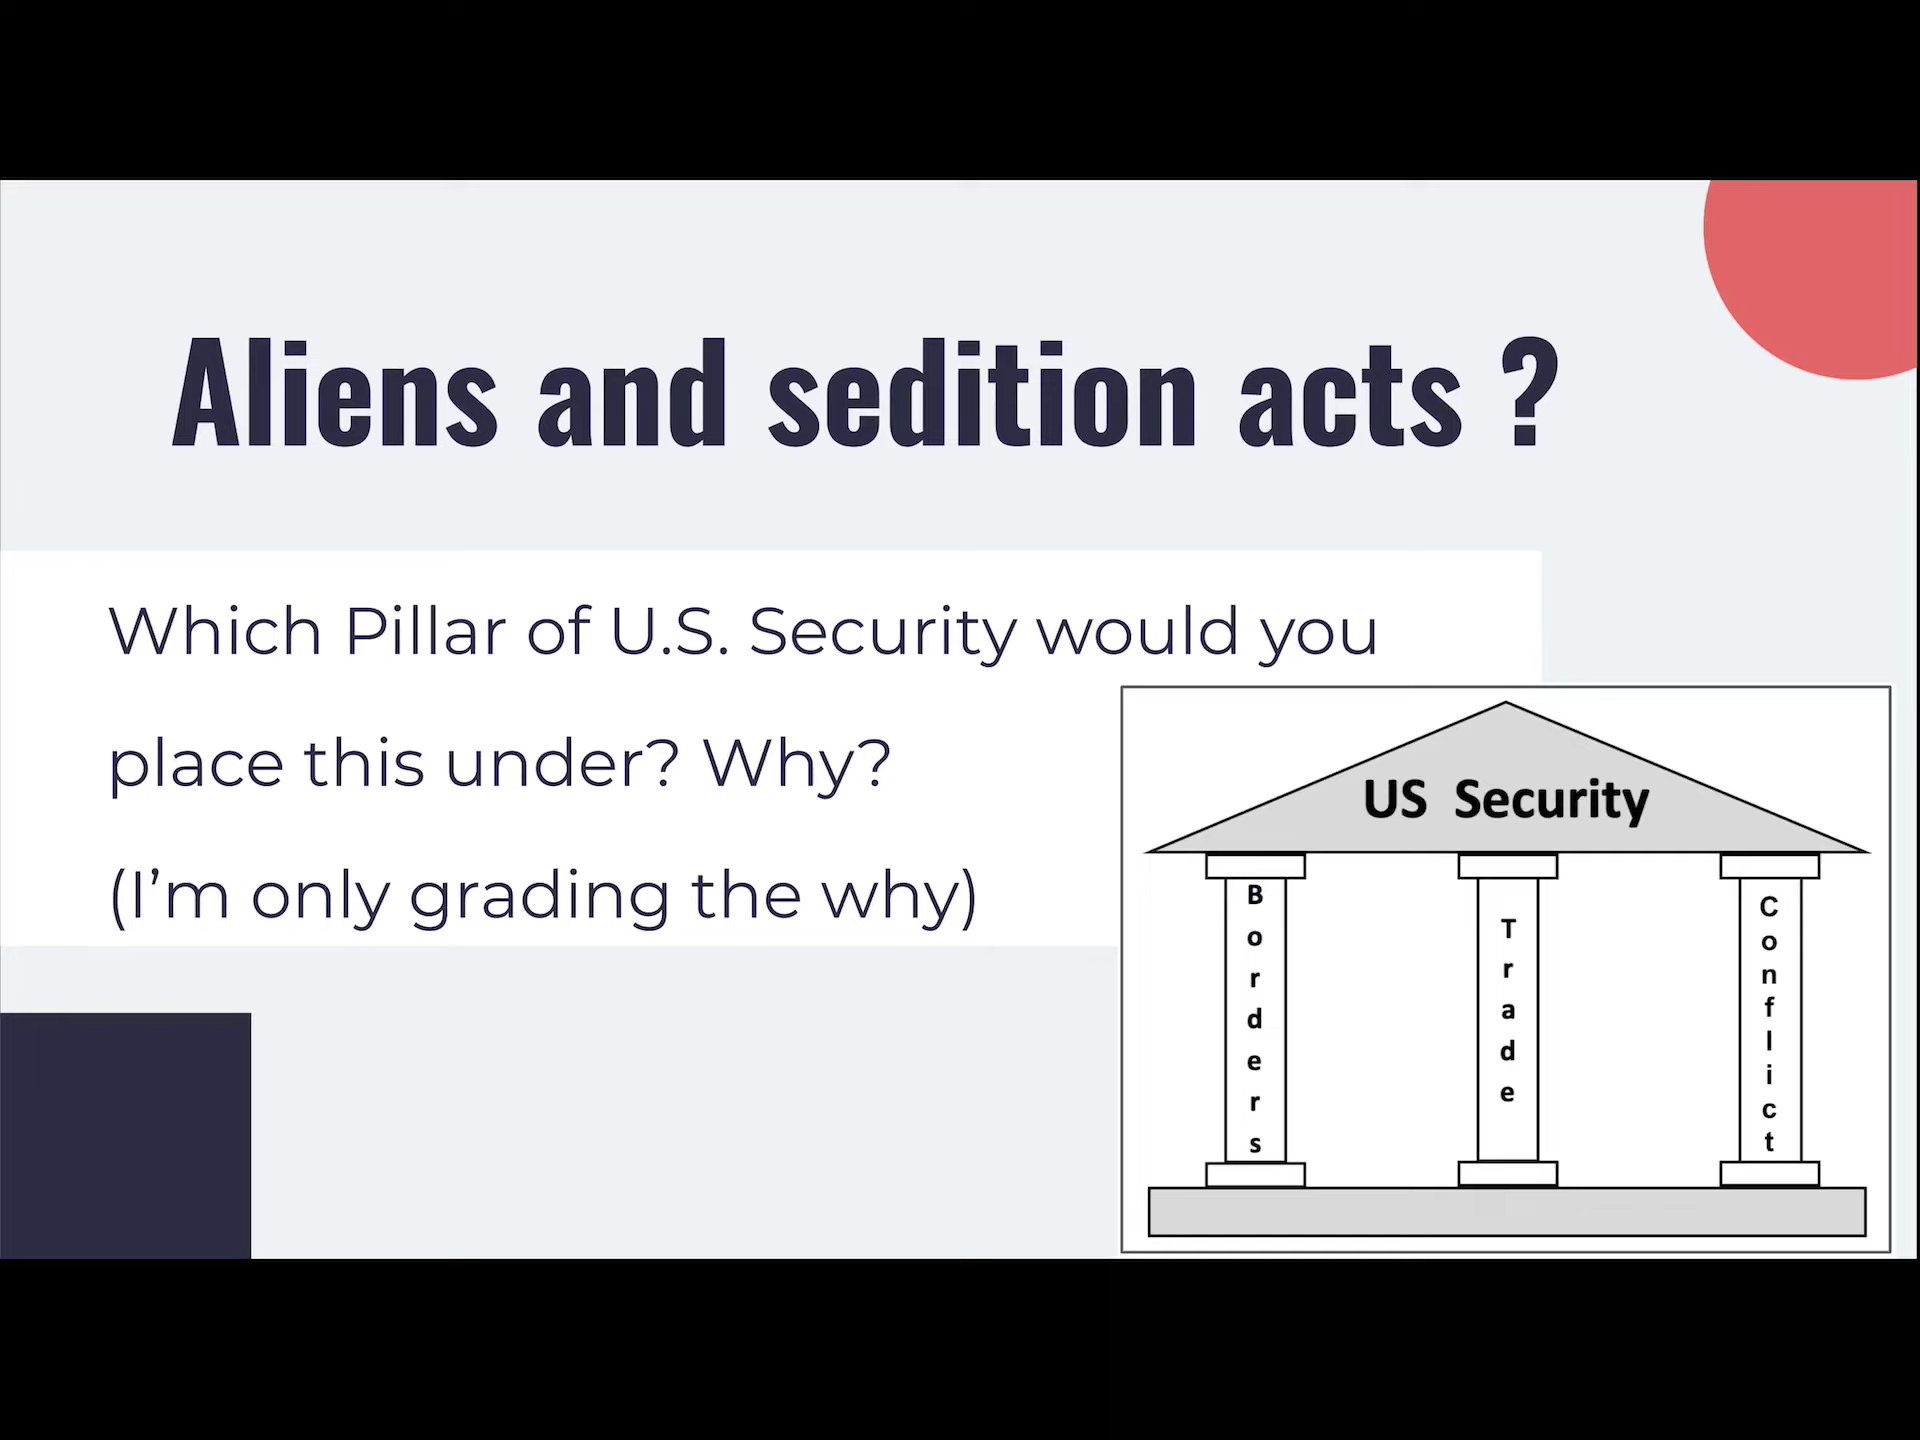 Aliens and sedition acts ?
Which Pillar of U.S. Security would you
place this under? Why?
(I'm only grading the why)
US Security
Borders
Trade
Conflict